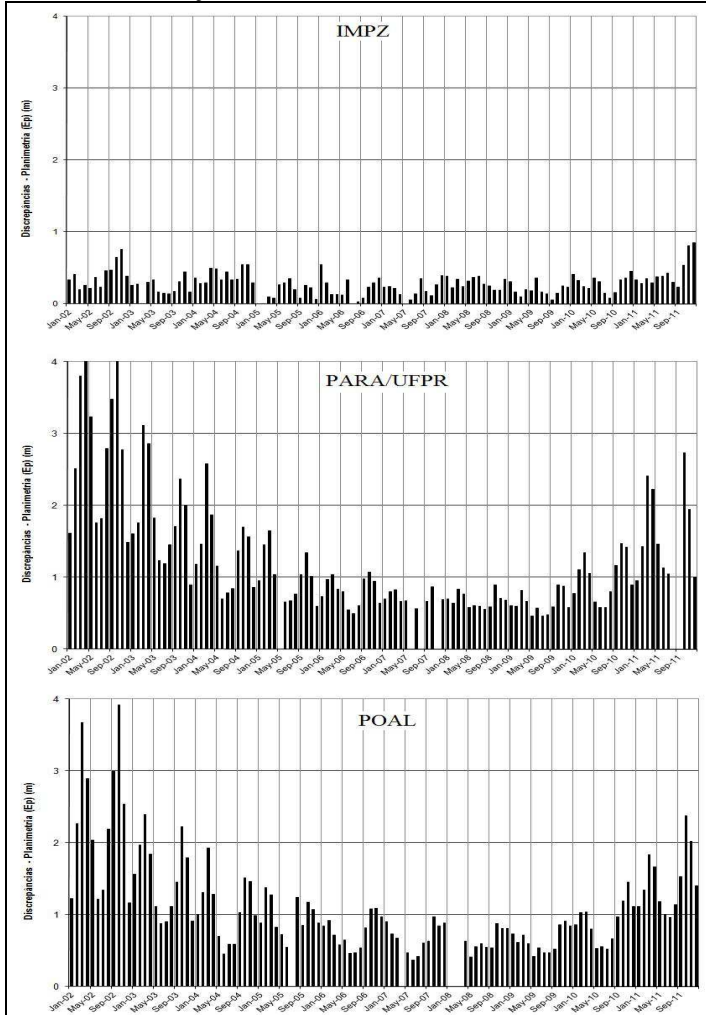 IMPZ
Discrepâncias - Planimetria (Ep) (m)
4
3
2
1
0
Jan-02 May-02 Sep-02 Jan-03 May-03 Sep-03 Jan-04 May-04 Sep-04 Jan-05 May-05 Sep-05 Jan-06 May-06 Sep-06 Jan-07 May-07 Sep-07 Jan-08 May-08 Sep-08 Jan-09 May-09 Sep-09 Jan-10 May-10 Sep-10 Jan-11 May-11 Sep-11
PARA/UFPR
Discrepâncias - Planimetria (Ep) (m)
4
3
2
1
0
Jan-02 May-02 Sep-02 Jan-03 May-03 Sep-03 Jan-04 May-04 Sep-04 Jan-05 May-05 Sep-05 Jan-06 May-06 Sep-06 Jan-07 May-07 Sep-07 Jan-08 May-08 Sep-08 Jan-09 May-09 Sep-09 Jan-10 May-10 Sep-10 Jan-11 May-11 Sep-11
POAL
Discrepâncias - Planimetria (Ep) (m)
4
3
2
1
0
Jan-02 May-02 Sep-02 Jan-03 May-03 Sep-03 Jan-04 May-04 Sep-04 Jan-05 May-05 Sep-05 Jan-06 May-06 Sep-06 Jan-07 May-07 Sep-07 Jan-08 May-08 Sep-08 Jan-09 May-09 Sep-09 Jan-10 May-10 Sep-10 Jan-11 May-11 Sep-11